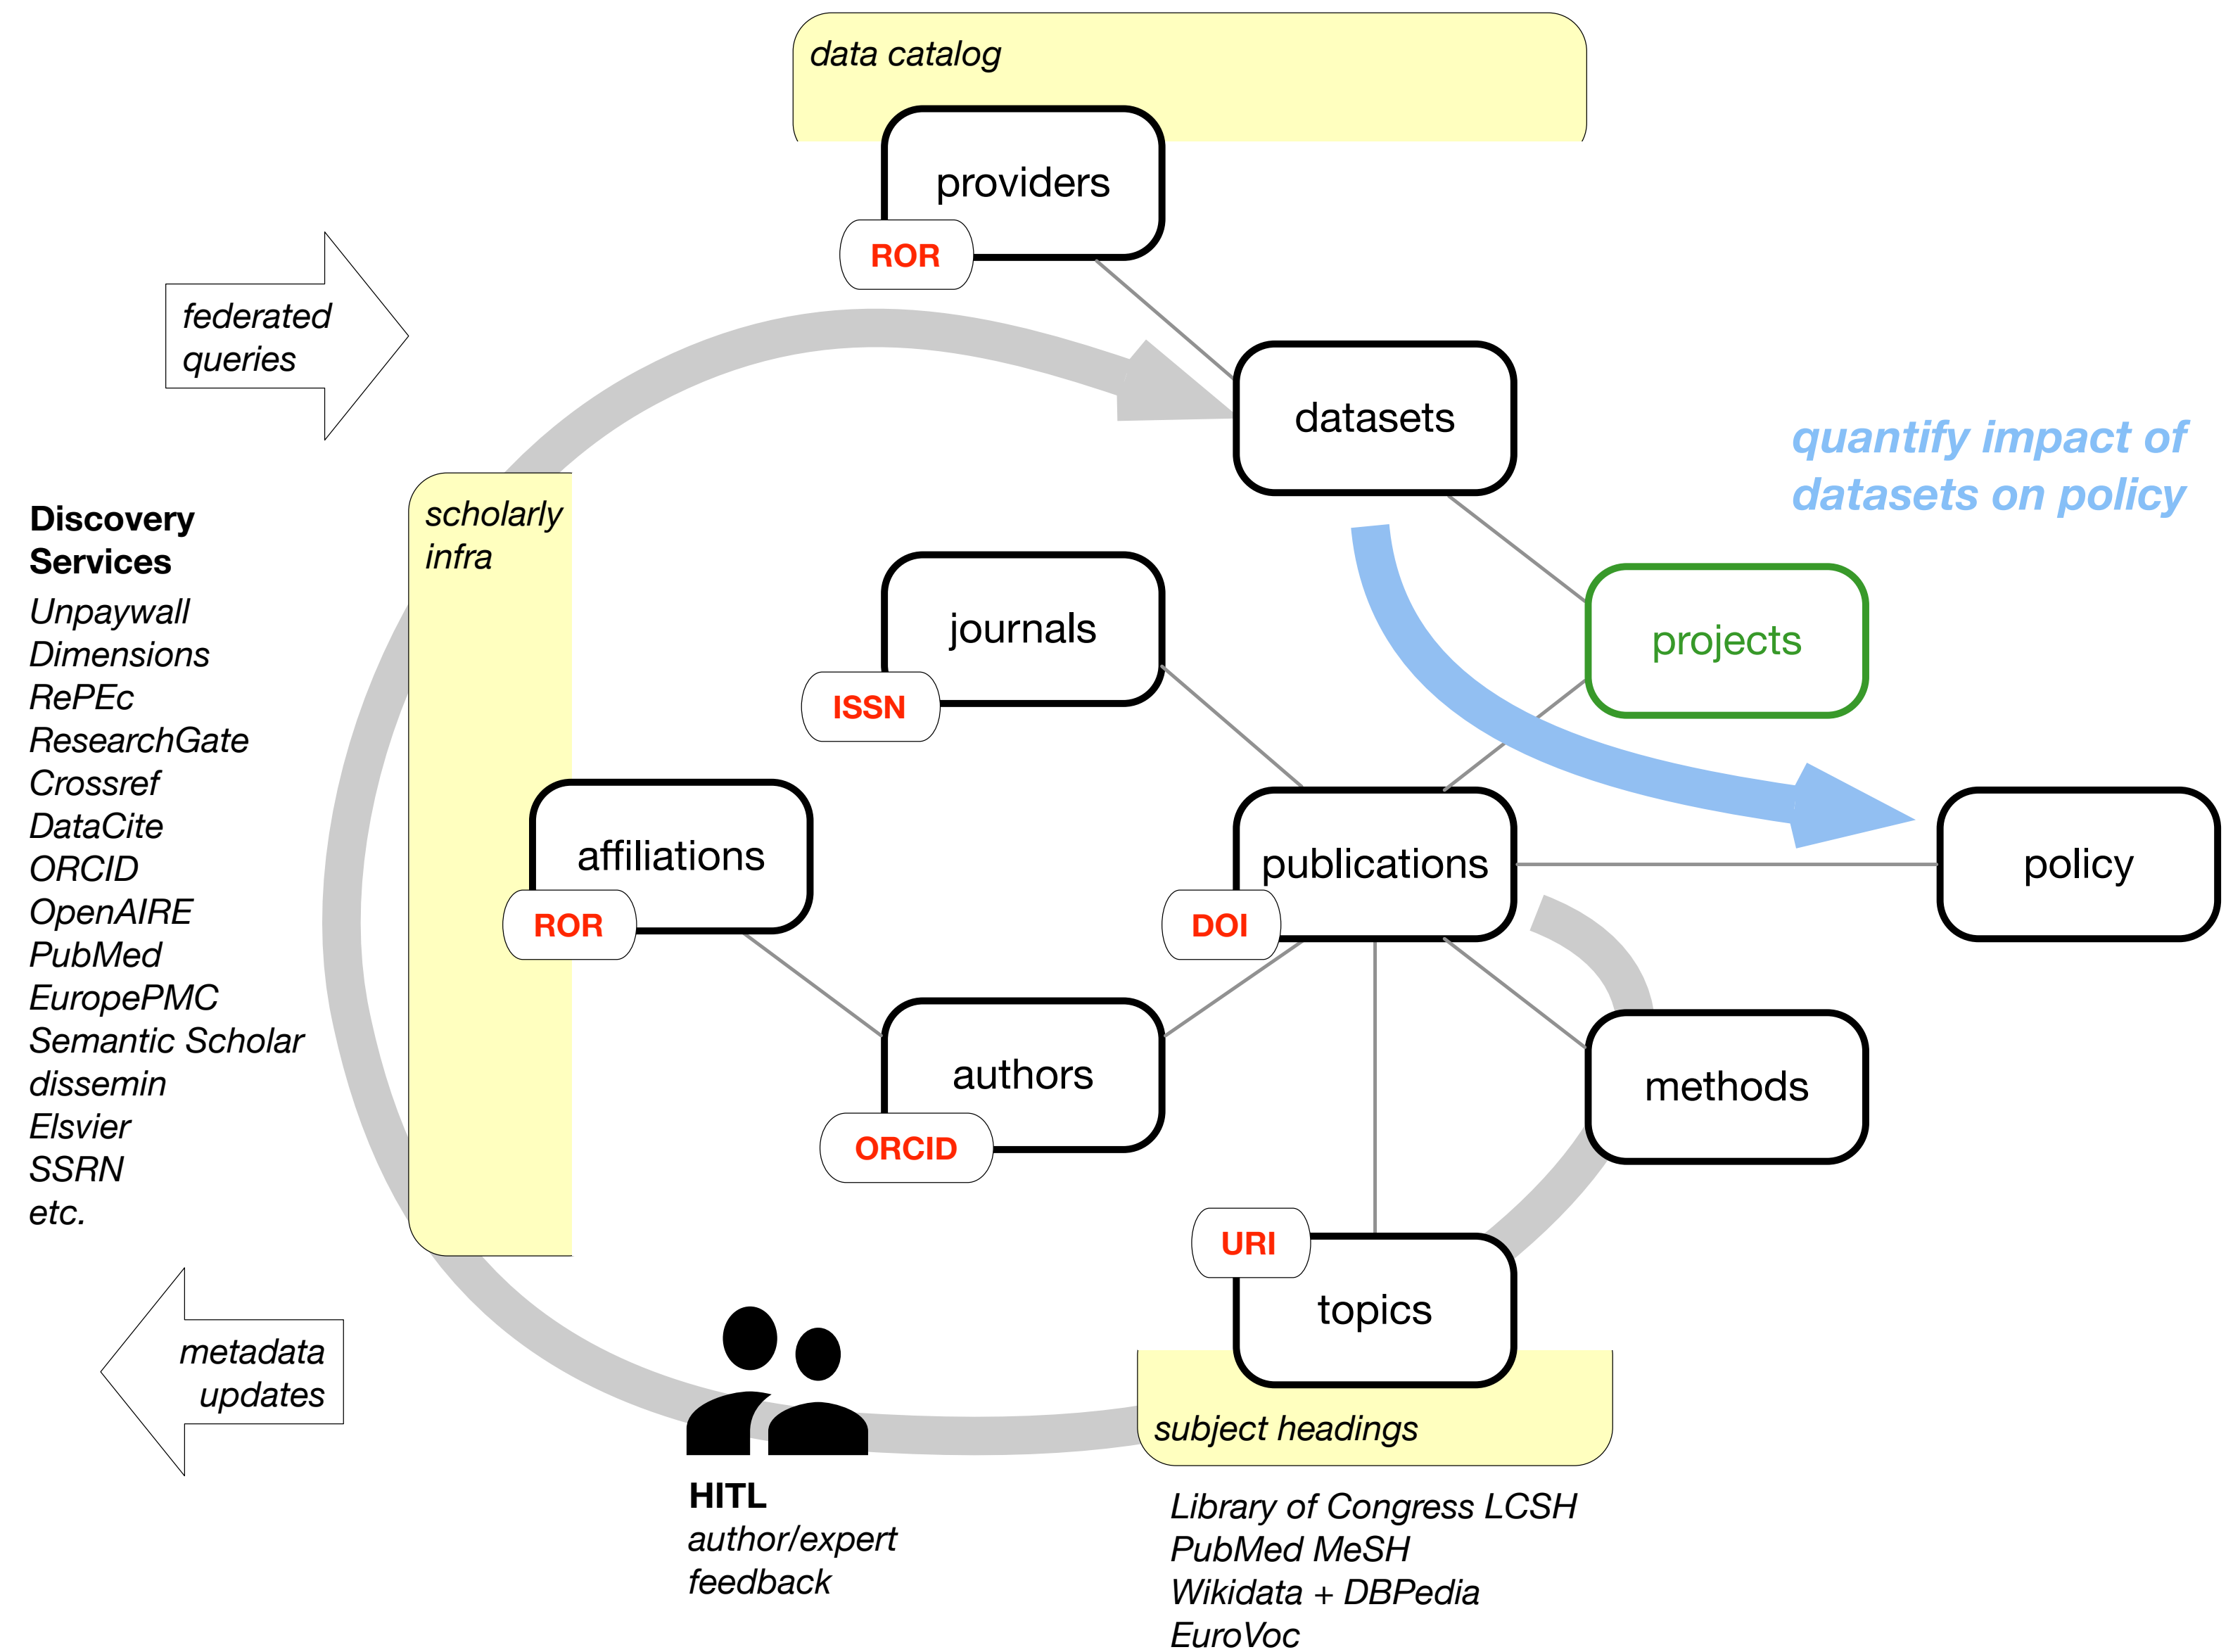 data catalog
providers
ROR
federated
queries
datasets
quantify impact of
datasets on policy
Discovery
Services
Unpaywall
Dimensions
RePEc
ResearchGate
Crossref
DataCite
ORCID
OpenAIRE
PubMed
EuropePMC
Semantic Scholar
dissemin
Elsvier
SSRN
etc.
scholarly
infra
journals
ISSN
projects
affiliations
ROR
publications
DOI
policy
authors
ORCID
methods
URI
topics
subject headings
metadata
updates
HITL
author/expert
feedback
Library of Congress LCSH
PubMed MeSH
Wikidata + DBPedia
EuroVoc